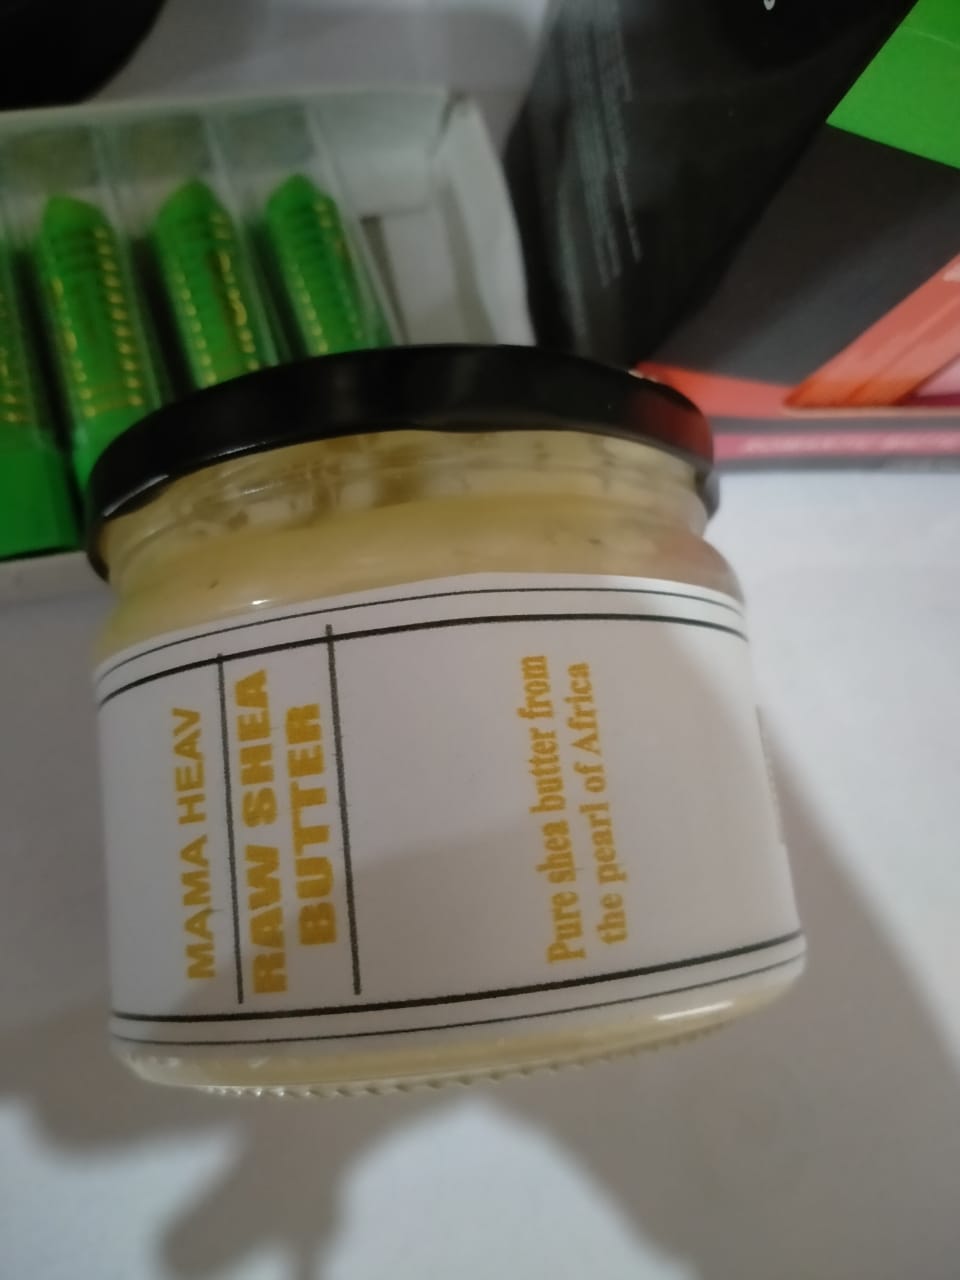 MAMA HEAV
RAW SHEA
BUTTER
Pure shea butter from
the pearl of Africa